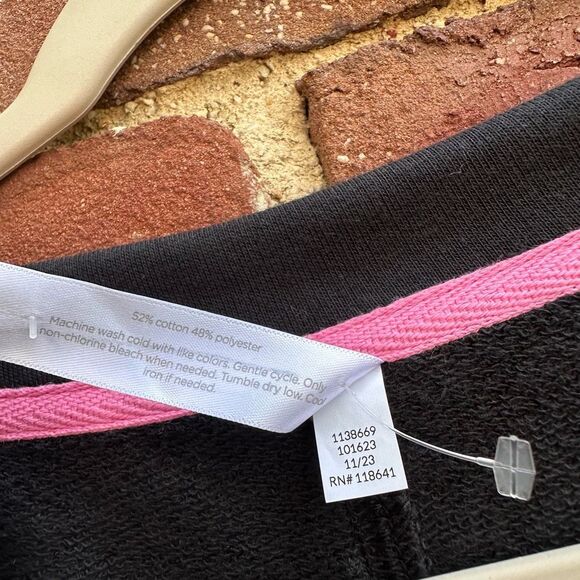 52% cotton 48% polyester
Machine wash cold with like colors. Gentle cycle. Only
non-chlorine bleach when needed. Tumble dry low. Cool
iron if needed.
1138669
101623
11/23
RN# 118641